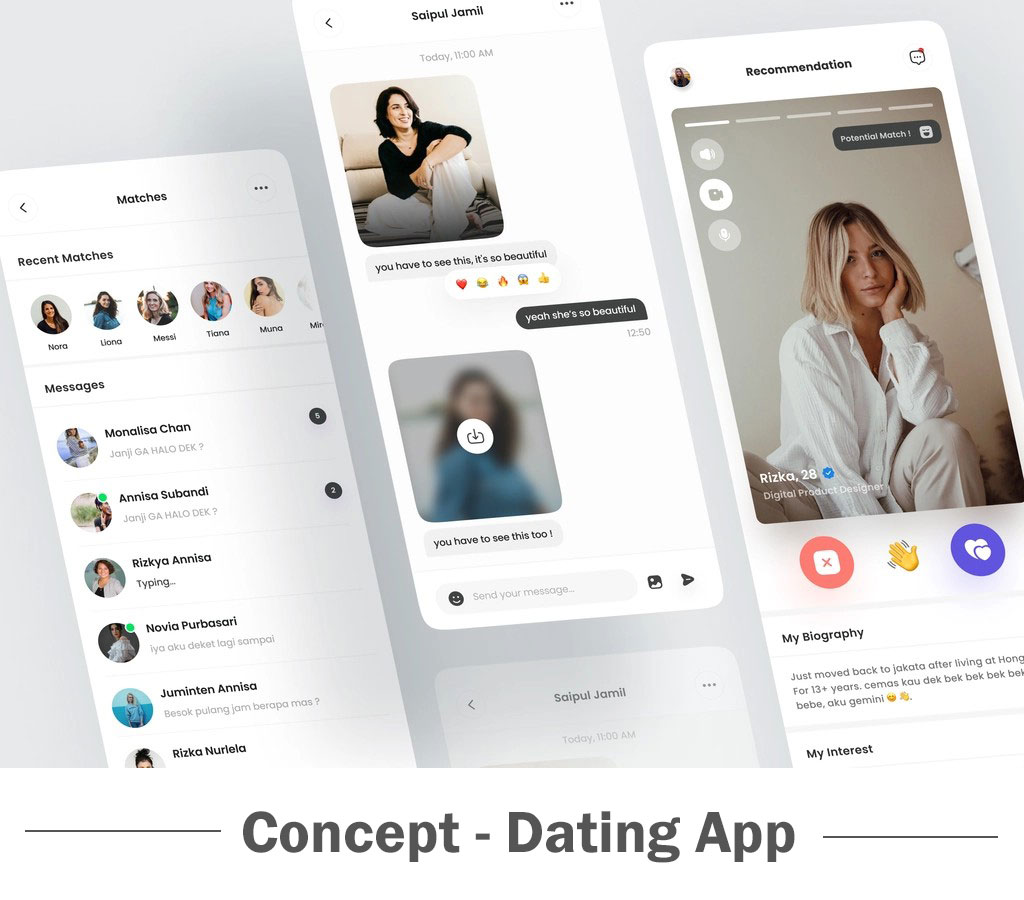 Matches
Recent Matches
Nora
Liona
Messi
Tiana
Muna
Messages
Monalisa Chan
Janji GA HALO DEK ?
5
Annisa Subandi
Janji GA HALO DEK ?
2
Rizkya Annisa
Typing...
Novia Purbasari
iya aku deket lagi sampai
Juminten Annisa
Besok pulang jam berapa mas ?
Rizka Nurlela
Saipul Jamil
Today, 11:00 AM
you have to see this, it's so beautiful
yeah she's so beautiful
12:50
you have to see this too !
Send your message...
Saipul Jamil
Today, 11:00 AM
Recommendation
Potential Match !
Rizka, 28
Digital Product Designer
My Biography
Just moved back to jakata after living at Hong
For 13+ years. cemas kau dek bek bek bek bek
bebe, aku gemini 😋 👋.
My Interest
Concept - Dating App